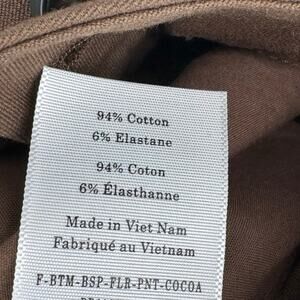 94% Cotton
6% Elastane
94% Coton
6% Élasthanne
Made in Viet Nam
Fabriqué au Vietnam
F-BTM-BSP-FLR-PNT-COCOA